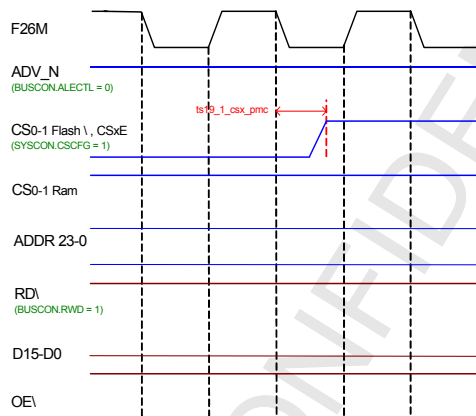 F26M
ADV_N
(BUSCON.ALECTL = 0)
ts19_1_csx_pmc
CS0-1 Flash \ , CSxE
(SYSCON.CSCFG = 1)
CS0-1 Ram
ADDR 23-0
RD\
(BUSCON.RWD = 1)
D15-D0
OE\
ONFIDE